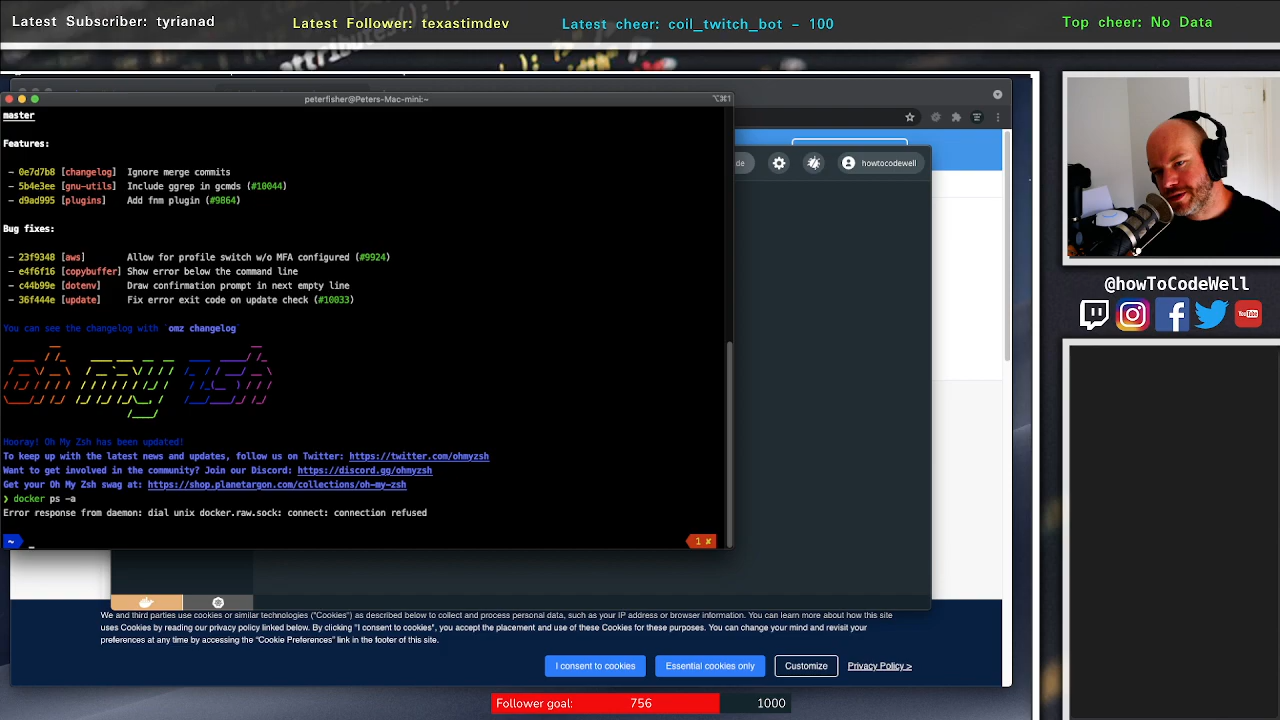 Latest Subscriber: tyrianad
Latest Follower: texastimdev
Latest cheer: coil_twitch_bot - 100
Top cheer: No Data
peterfisher@Peters-Mac-mini:~
⌥⌘1
master
Features:
- 0e7d7b8 [changelog] Ignore merge commits
- 5b4e3ee [gnu-utils] Include ggrep in gcmds (#10044)
- d9ad995 [plugins] Add fnm plugin (#9864)
Bug fixes:
- 23f9348 [aws] Allow for profile switch w/o MFA configured (#9924)
- e4f6f16 [copybuffer] Show error below the command line
- c44b99e [dotenv] Draw confirmation prompt in next empty line
- 36f444e [update] Fix error exit code on update check (#10033)
You can see the changelog with `omz changelog`
oh my zsh
Hooray! Oh My Zsh has been updated!
To keep up with the latest news and updates, follow us on Twitter: https://twitter.com/ohmyzsh
Want to get involved in the community? Join our Discord: https://discord.gg/ohmyzsh
Get your Oh My Zsh swag at: https://shop.planetargon.com/collections/oh-my-zsh
❯ docker ps -a
Error response from daemon: dial unix docker.raw.sock: connect: connection refused
~
1 ✘
de
howtocodewell
@howToCodeWell
You Tube
We and third parties use cookies or similar technologies ("Cookies") as described below to collect and process personal data, such as your IP address or browser information. You can learn more about how this site
uses Cookies by reading our privacy policy linked below. By clicking "I consent to cookies", you accept the placement and use of these Cookies for these purposes. You can change your mind and revisit your
preferences at any time by accessing the "Cookie Preferences" link in the footer of this site.
I consent to cookies
Essential cookies only
Customize
Privacy Policy >
Follower goal: 756 1000